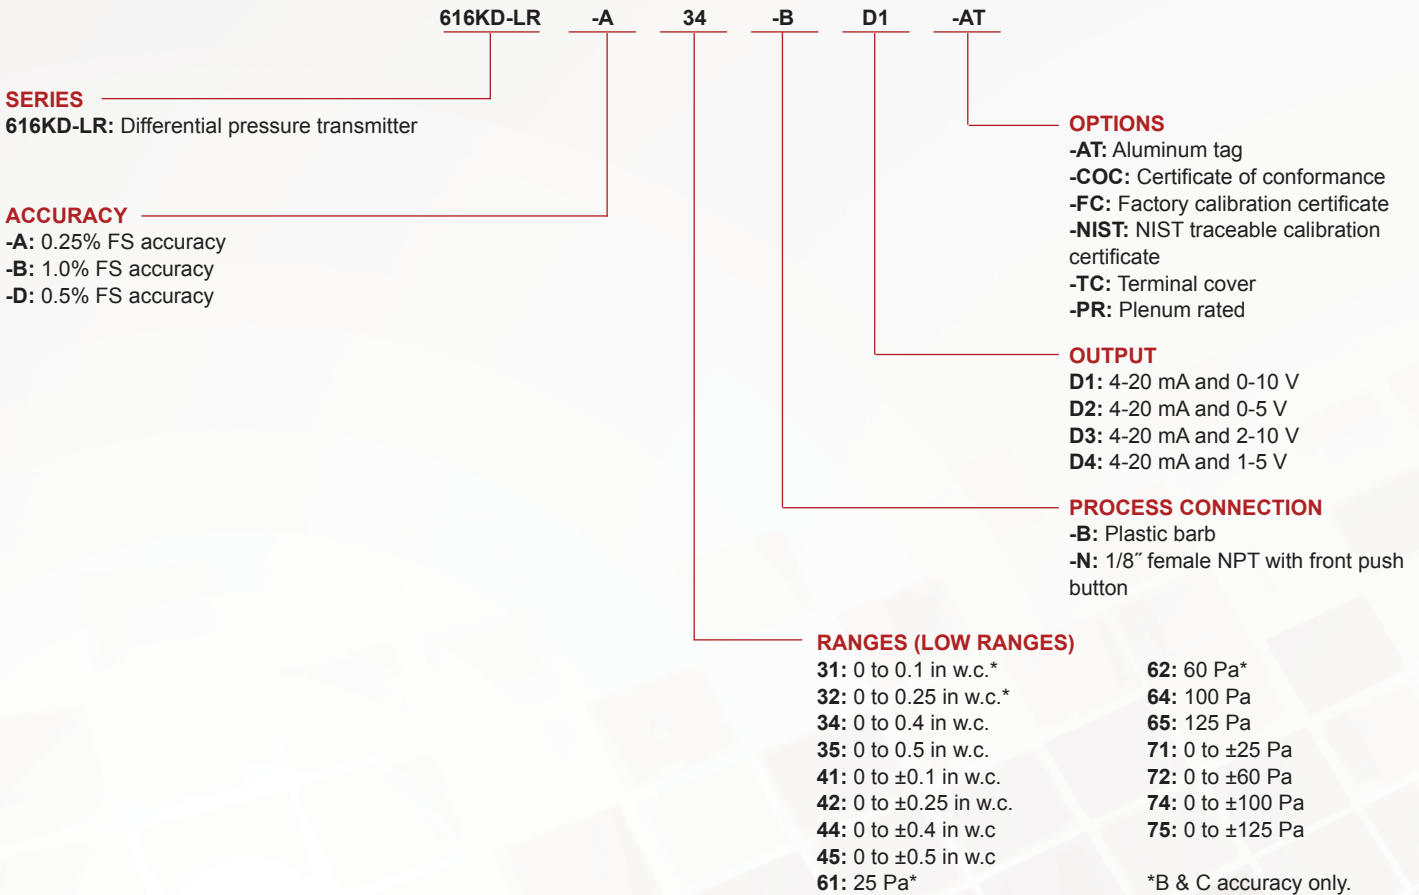 616KD-LR -A 34 -B D1 -AT
SERIES
616KD-LR: Differential pressure transmitter
ACCURACY
-A: 0.25% FS accuracy
-B: 1.0% FS accuracy
-D: 0.5% FS accuracy
OPTIONS
-AT: Aluminum tag
-COC: Certificate of conformance
-FC: Factory calibration certificate
-NIST: NIST traceable calibration
certificate
-TC: Terminal cover
-PR: Plenum rated
OUTPUT
D1: 4-20 mA and 0-10 V
D2: 4-20 mA and 0-5 V
D3: 4-20 mA and 2-10 V
D4: 4-20 mA and 1-5 V
PROCESS CONNECTION
-B: Plastic barb
-N: 1/8˝ female NPT with front push
button
RANGES (LOW RANGES)
31: 0 to 0.1 in w.c.*
32: 0 to 0.25 in w.c.*
34: 0 to 0.4 in w.c.
35: 0 to 0.5 in w.c.
41: 0 to ±0.1 in w.c.
42: 0 to ±0.25 in w.c.
44: 0 to ±0.4 in w.c
45: 0 to ±0.5 in w.c
61: 25 Pa*
62: 60 Pa*
64: 100 Pa
65: 125 Pa
71: 0 to ±25 Pa
72: 0 to ±60 Pa
74: 0 to ±100 Pa
75: 0 to ±125 Pa
*B & C accuracy only.